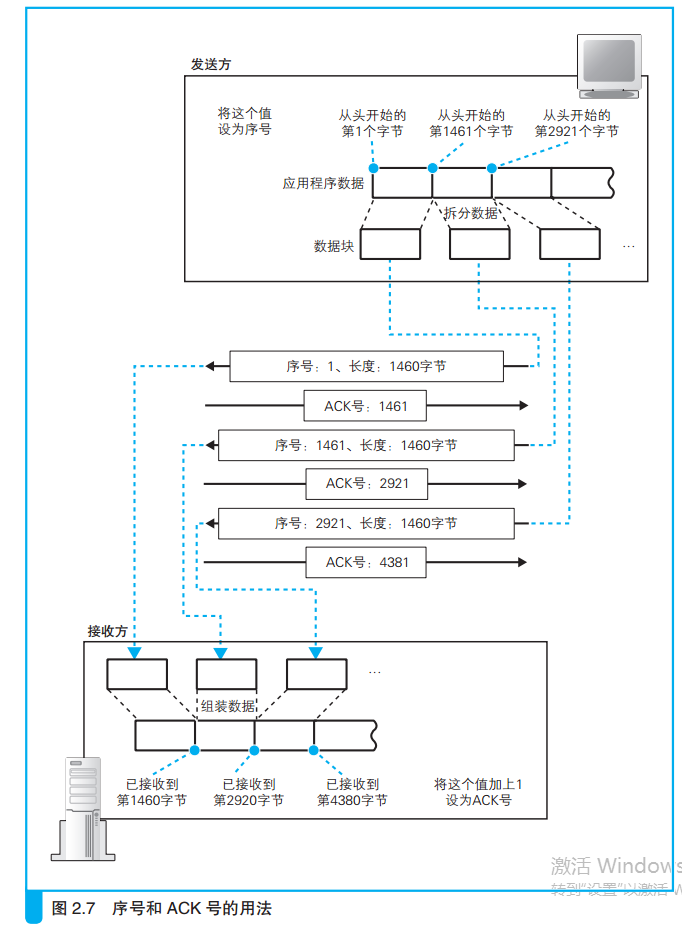 发送方
将这个值
设为序号
从头开始的
第1个字节
从头开始的
第1461个字节
从头开始的
第2921个字节
应用程序数据
拆分数据
数据块
…
序号：1、长度：1460字节
ACK号：1461
序号：1461、长度：1460字节
ACK号：2921
序号：2921、长度：1460字节
ACK号：4381
接收方
…
组装数据
已接收到
第1460字节
已接收到
第2920字节
已接收到
第4380字节
将这个值加上1
设为ACK号
激活 Windows
转到“设置”以激活 W
图 2.7 序号和 ACK 号的用法